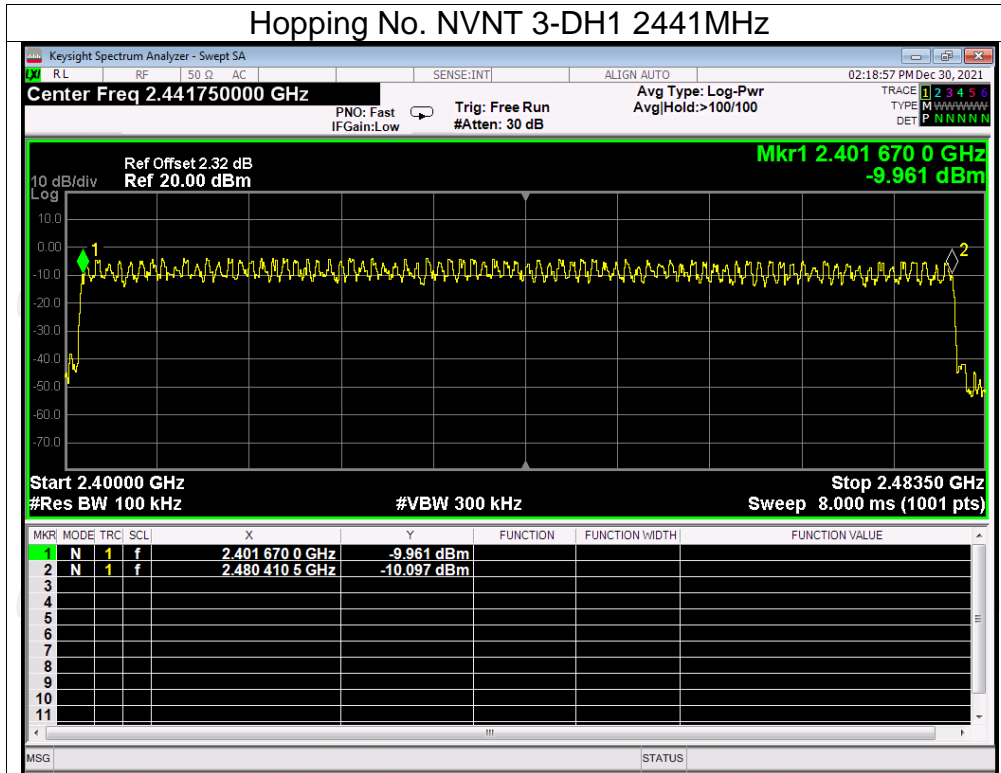 Hopping No. NVNT 3-DH1 2441MHz
Keysight Spectrum Analyzer - Swept SA
LXI RL RF 50 Ω AC SENSE:INT ALIGN AUTO 02:18:57 PM Dec 30, 2021
Center Freq 2.441750000 GHz Avg Type: Log-Pwr TRACE 1 2 3 4 5 6
PNO: Fast Trig: Free Run Avg|Hold:>100/100 TYPE M WWWWW
IFGain:Low #Atten: 30 dB DET P N N N N N
Mkr1 2.401 670 0 GHz
Ref Offset 2.32 dB
10 dB/div Ref 20.00 dBm -9.961 dBm
Log
10.0
0.00 1 2
-10.0
-20.0
-30.0
-40.0
-50.0
-60.0
-70.0
Start 2.40000 GHz Stop 2.48350 GHz
#Res BW 100 kHz #VBW 300 kHz Sweep 8.000 ms (1001 pts)
MKR MODE TRC SCL X Y FUNCTION FUNCTION WIDTH FUNCTION VALUE
1 N 1 f 2.401 670 0 GHz -9.961 dBm
2 N 1 f 2.480 410 5 GHz -10.097 dBm
3
4
5
6
7
8
9
10
11
MSG STATUS